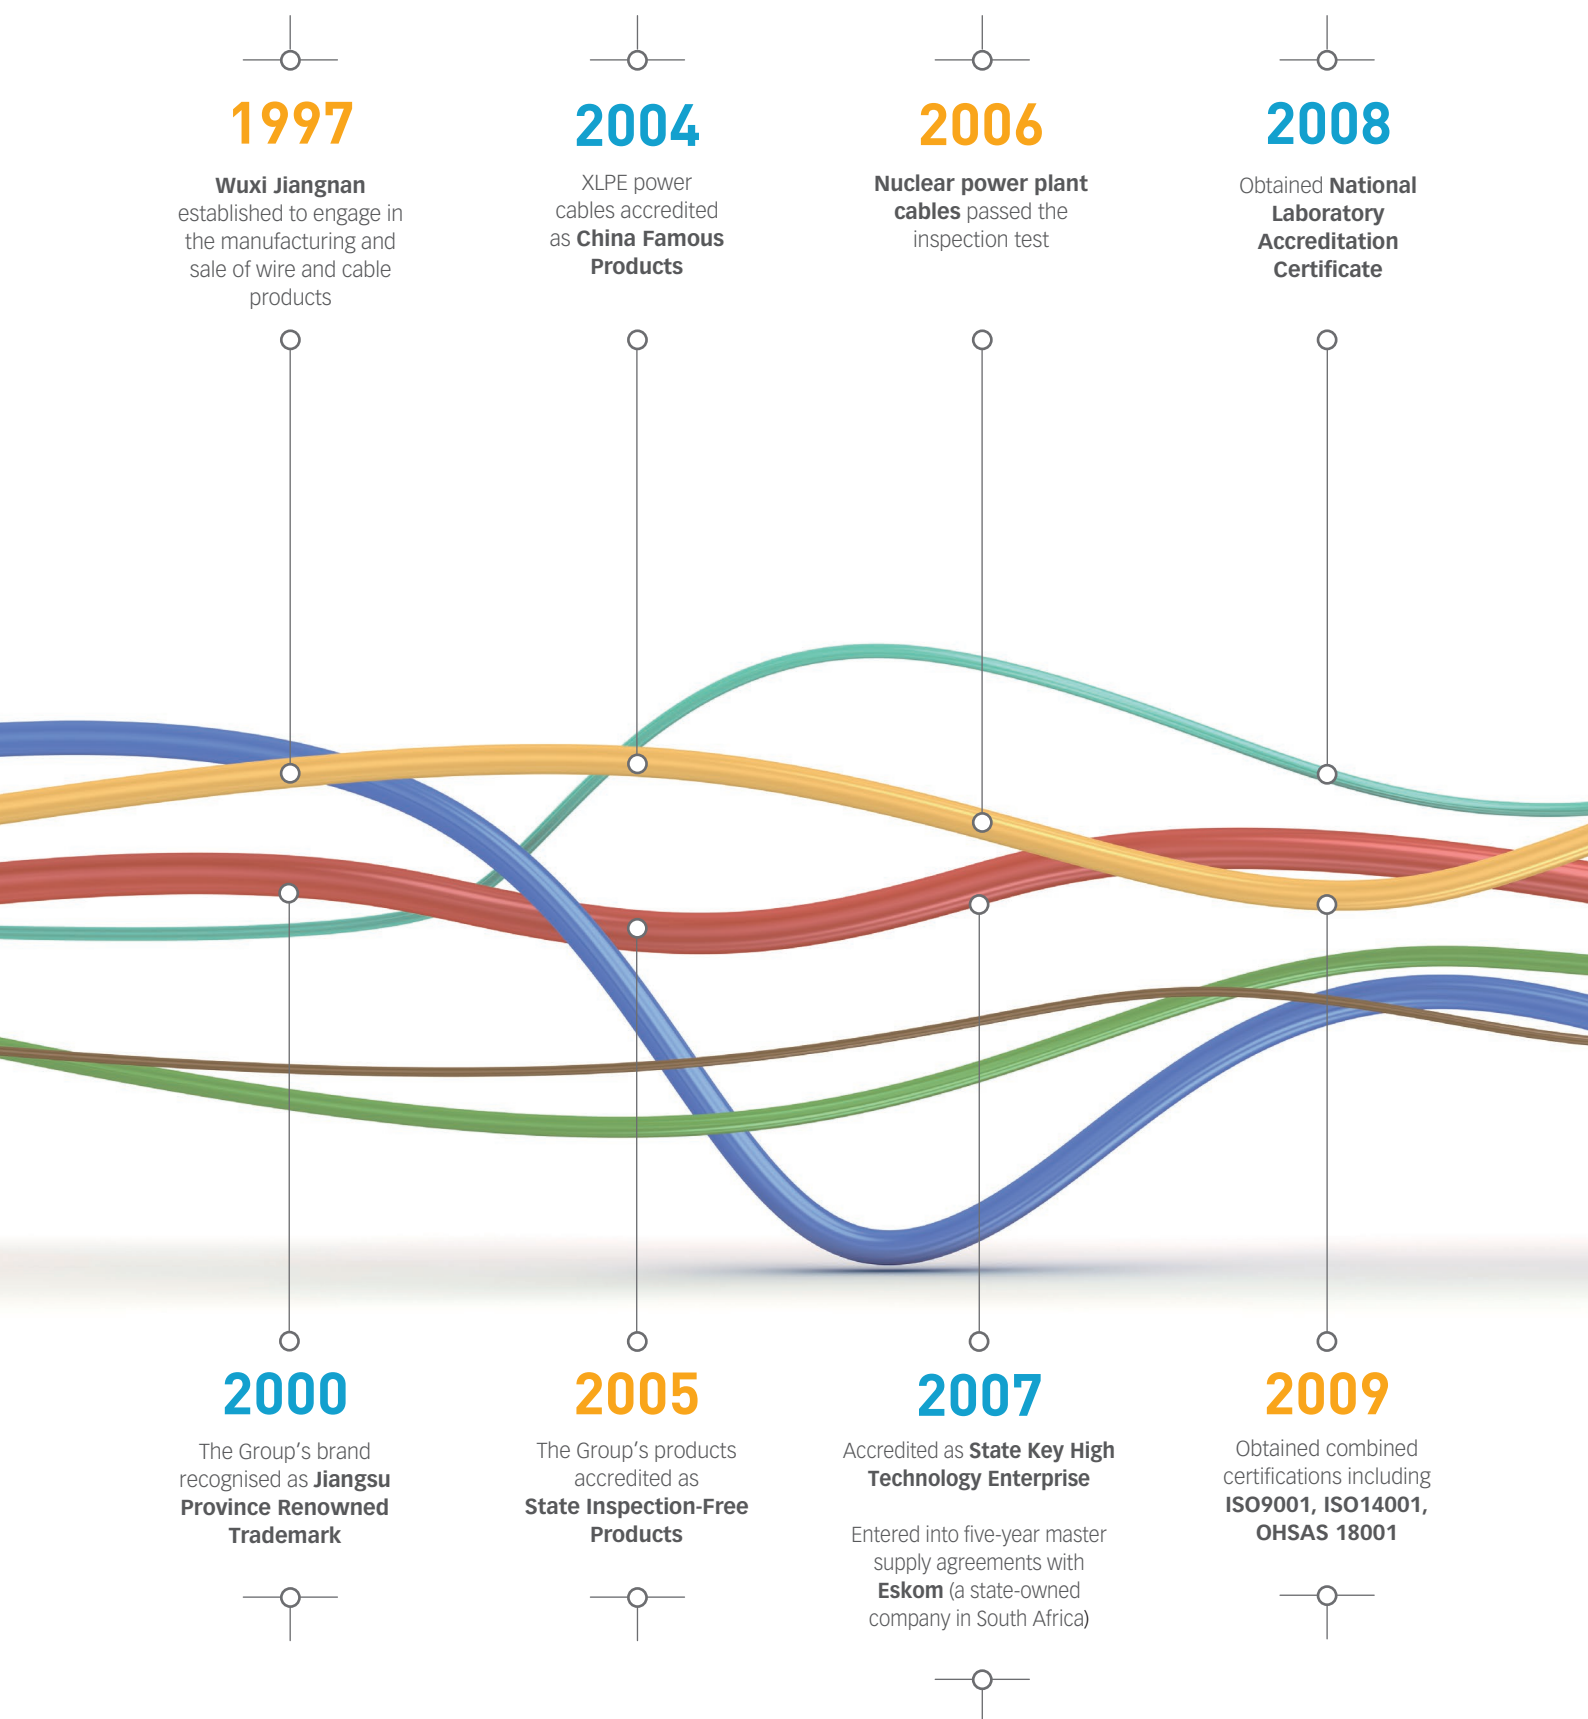 1997
Wuxi Jiangnan
established to engage in
the manufacturing and
sale of wire and cable
products
2004
XLPE power
cables accredited
as China Famous
Products
2006
Nuclear power plant
cables passed the
inspection test
2008
Obtained National
Laboratory
Accreditation
Certificate
2000
The Group's brand
recognised as Jiangsu
Province Renowned
Trademark
2005
The Group's products
accredited as
State Inspection-Free
Products
2007
Accredited as State Key High
Technology Enterprise
Entered into five-year master
supply agreements with
Eskom (a state-owned
company in South Africa)
2009
Obtained combined
certifications including
ISO9001, ISO14001,
OHSAS 18001